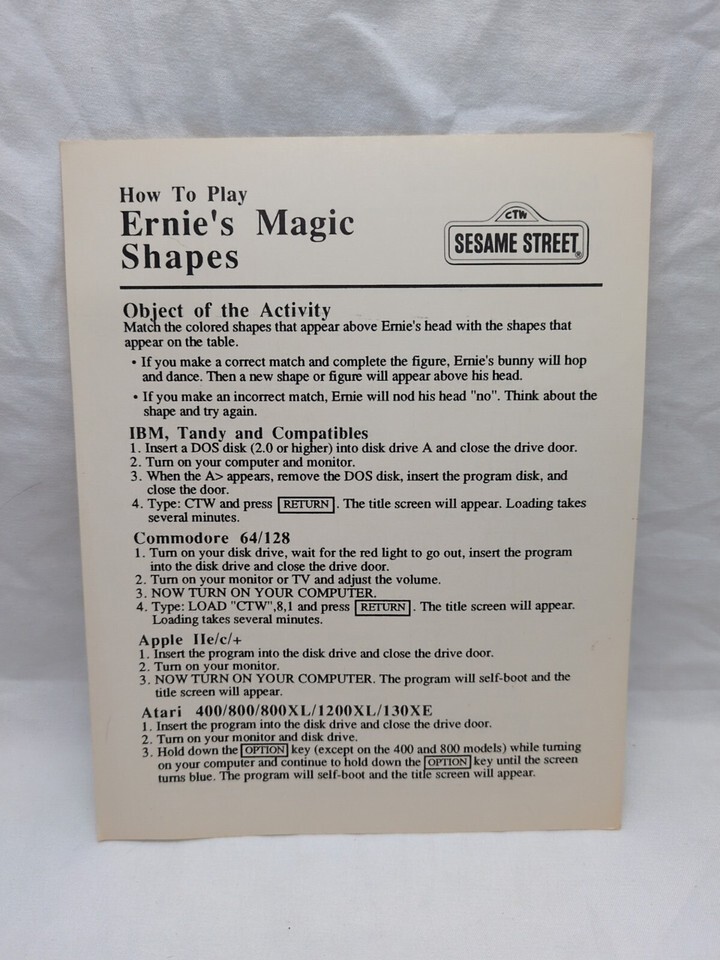 How To Play
Ernie's Magic
Shapes
CTW
SESAME STREET®
Object of the Activity
Match the colored shapes that appear above Ernie's head with the shapes that
appear on the table.
• If you make a correct match and complete the figure, Ernie's bunny will hop
and dance. Then a new shape or figure will appear above his head.
• If you make an incorrect match, Ernie will nod his head "no". Think about the
shape and try again.
IBM, Tandy and Compatibles
1. Insert a DOS disk (2.0 or higher) into disk drive A and close the drive door.
2. Turn on your computer and monitor.
3. When the A> appears, remove the DOS disk, insert the program disk, and
close the door.
4. Type: CTW and press RETURN. The title screen will appear. Loading takes
several minutes.
Commodore 64/128
1. Turn on your disk drive, wait for the red light to go out, insert the program
into the disk drive and close the drive door.
2. Turn on your monitor or TV and adjust the volume.
3. NOW TURN ON YOUR COMPUTER.
4. Type: LOAD "CTW",8,1 and press RETURN. The title screen will appear.
Loading takes several minutes.
Apple IIe/c/+
1. Insert the program into the disk drive and close the drive door.
2. Turn on your monitor.
3. NOW TURN ON YOUR COMPUTER. The program will self-boot and the
title screen will appear.
Atari 400/800/800XL/1200XL/130XE
1. Insert the program into the disk drive and close the drive door.
2. Turn on your monitor and disk drive.
3. Hold down the OPTION key (except on the 400 and 800 models) while turning
on your computer and continue to hold down the OPTION key until the screen
turns blue. The program will self-boot and the title screen will appear.